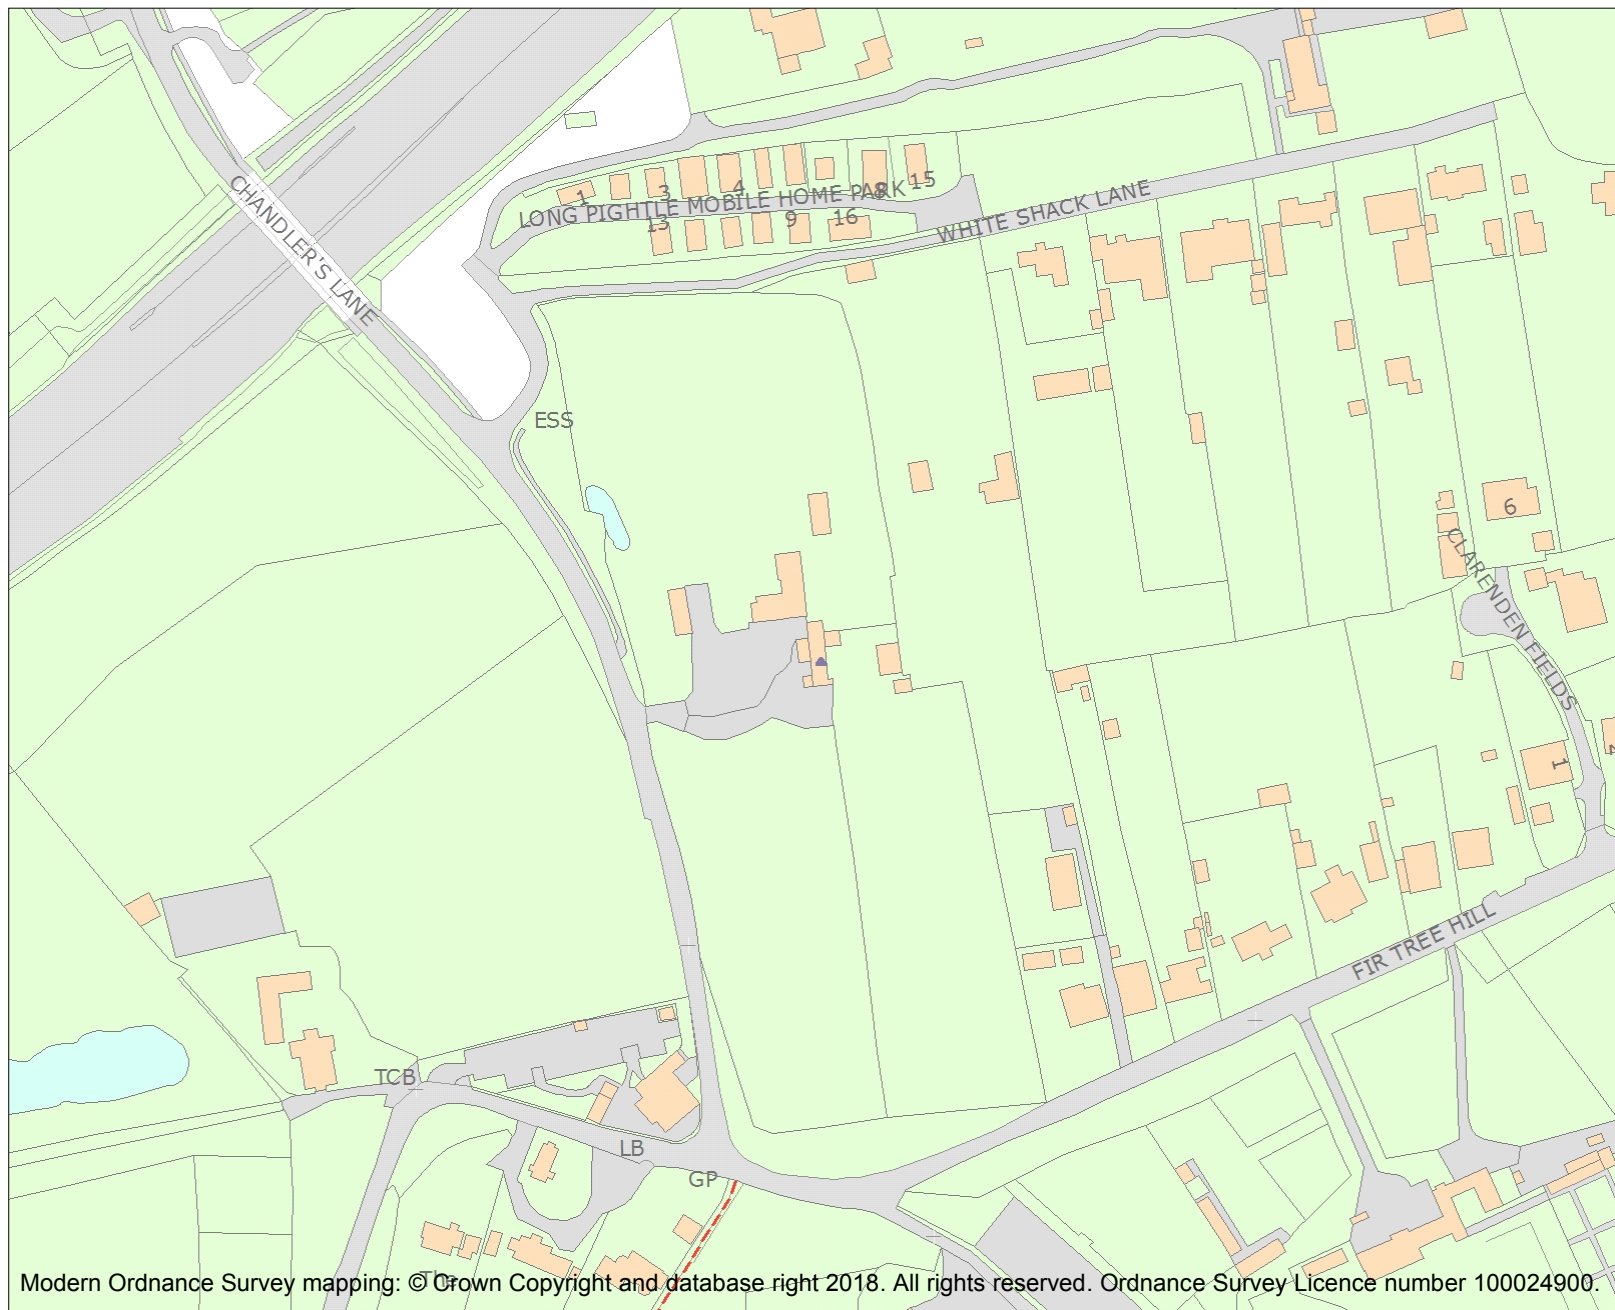 CHANDLER'S LANE
1
3
4
8
15
LONG PIGHTLE MOBILE HOME PARK
13
9
16
WHITE SHACK LANE
ESS
6
CLARENDEN FIELDS
1
FIR TREE HILL
TCB
LB
GP
The
Modern Ordnance Survey mapping: © Crown Copyright and database right 2018. All rights reserved. Ordnance Survey Licence number 100024900.